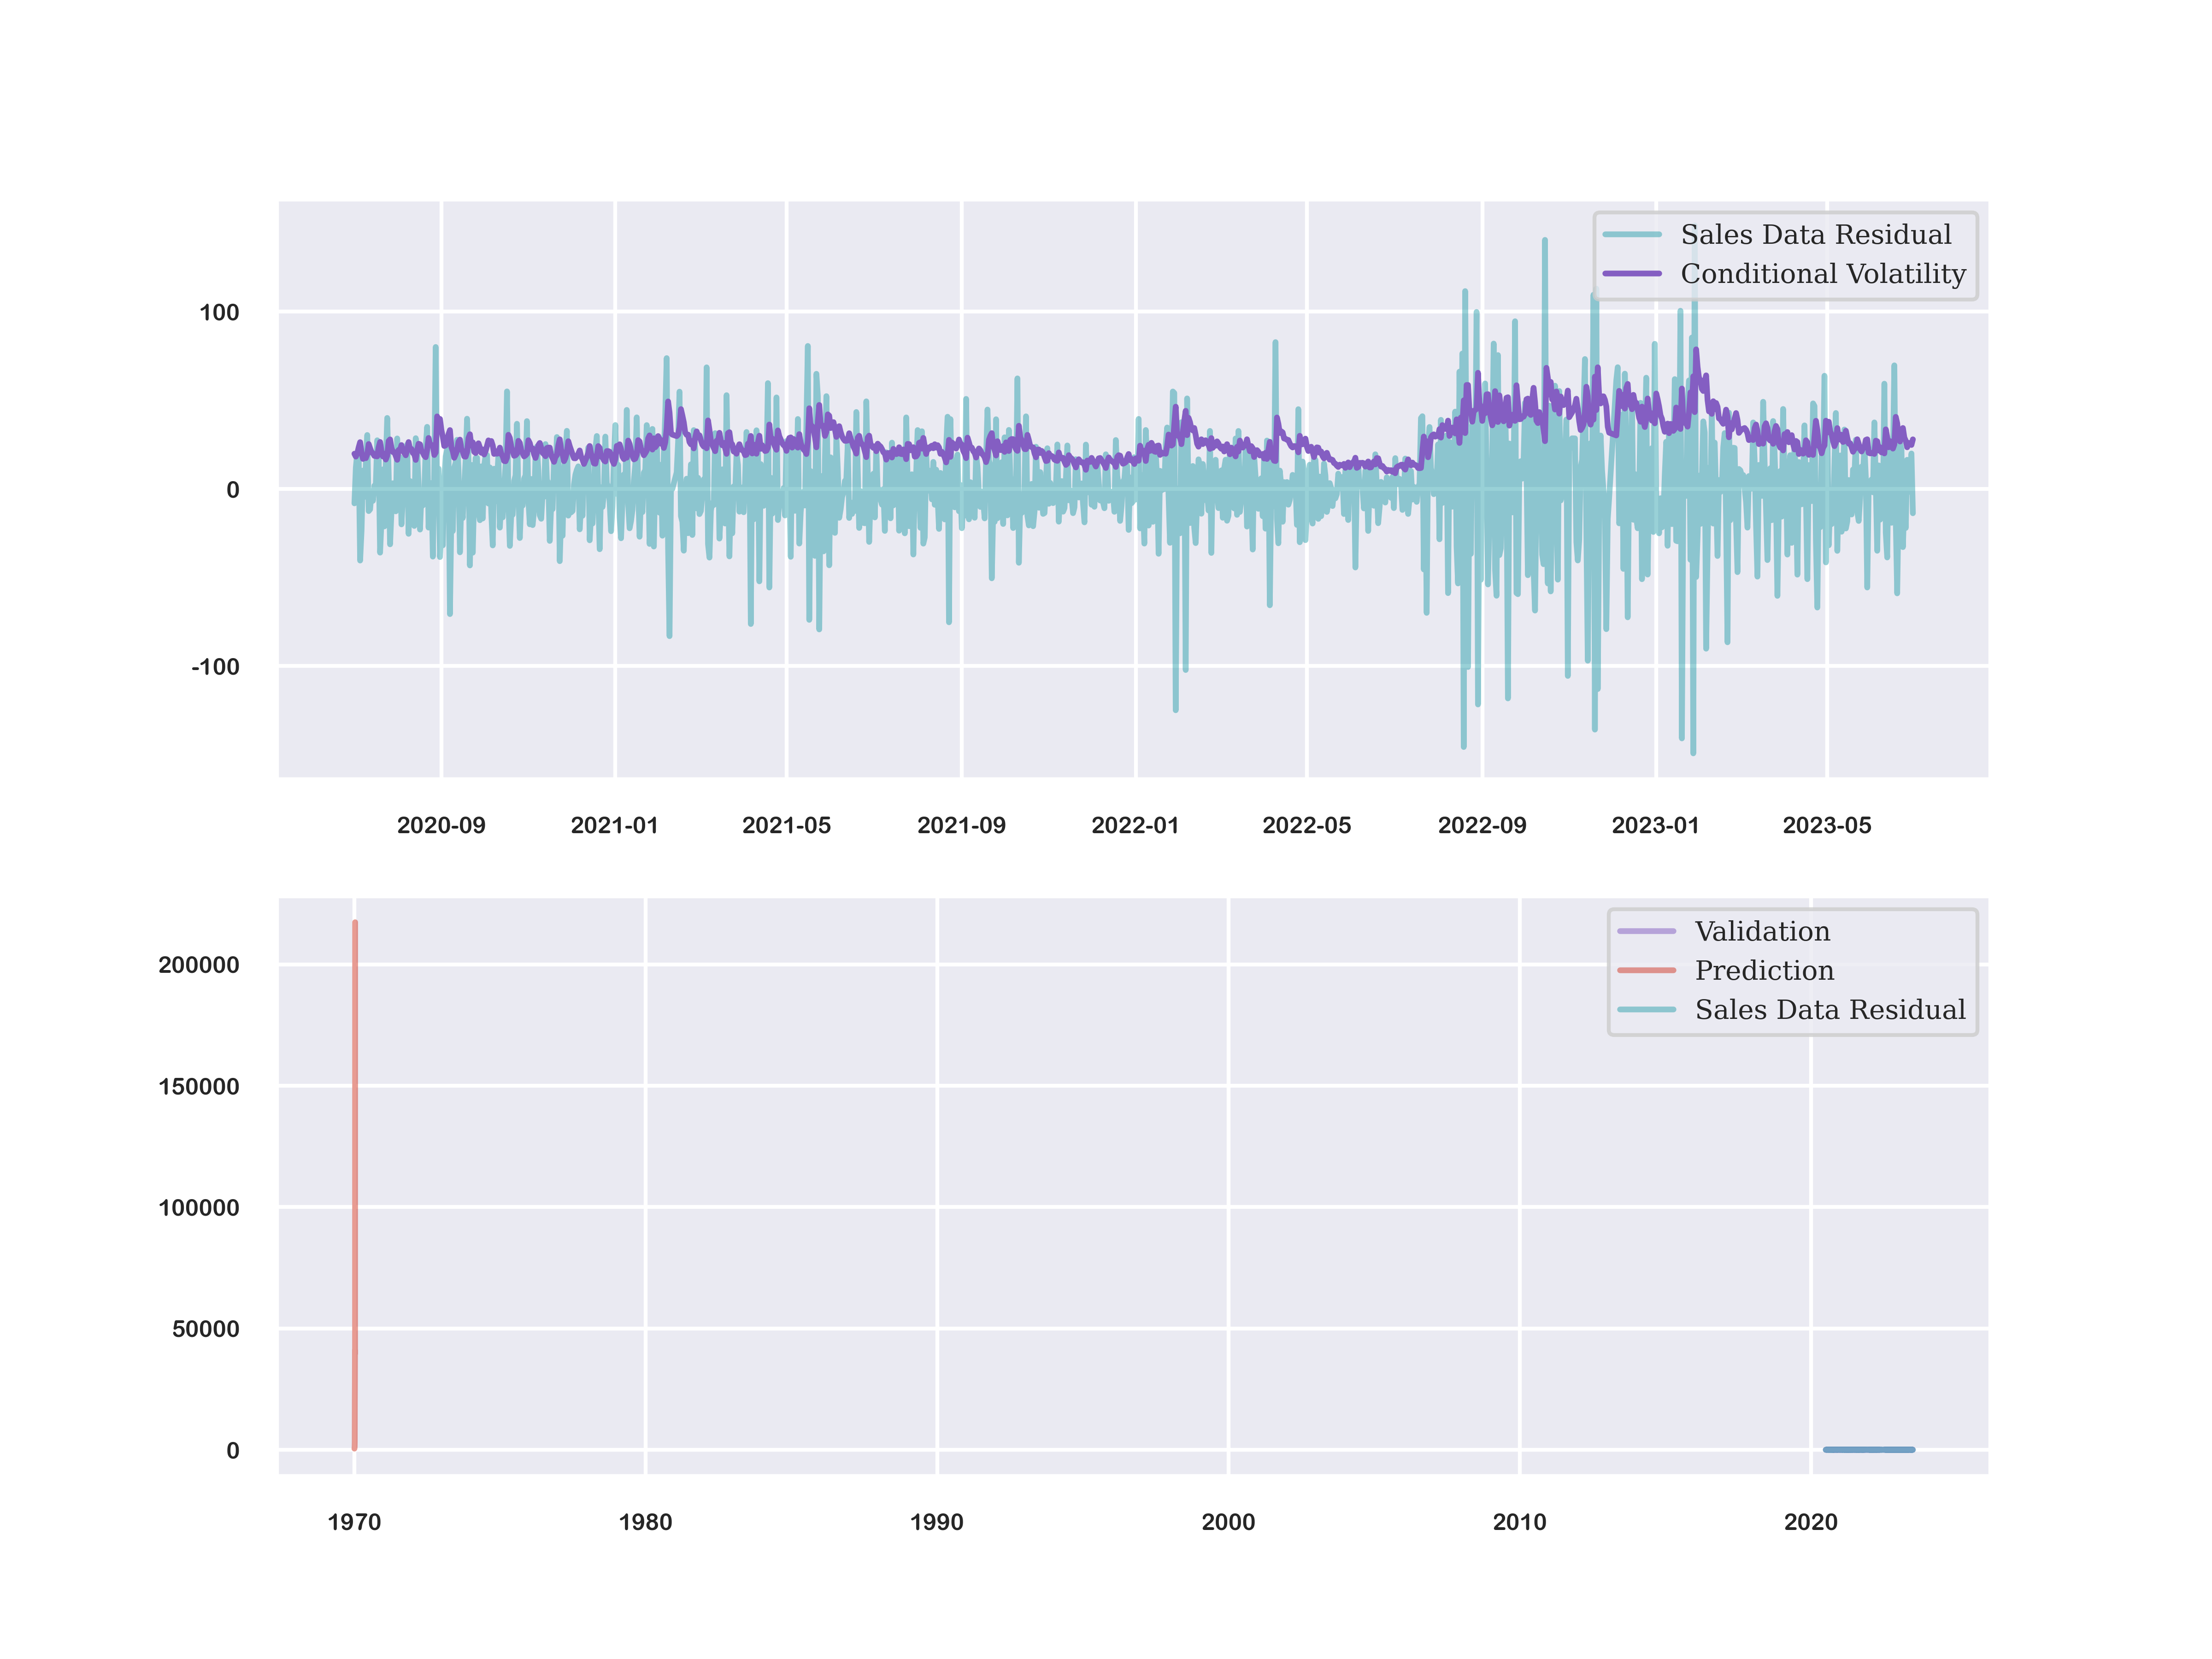 Sales Data Residual
Conditional Volatility
100
0
-100
2020-09 2021-01 2021-05 2021-09 2022-01 2022-05 2022-09 2023-01 2023-05
Validation
Prediction
Sales Data Residual
200000
150000
100000
50000
0
1970 1980 1990 2000 2010 2020